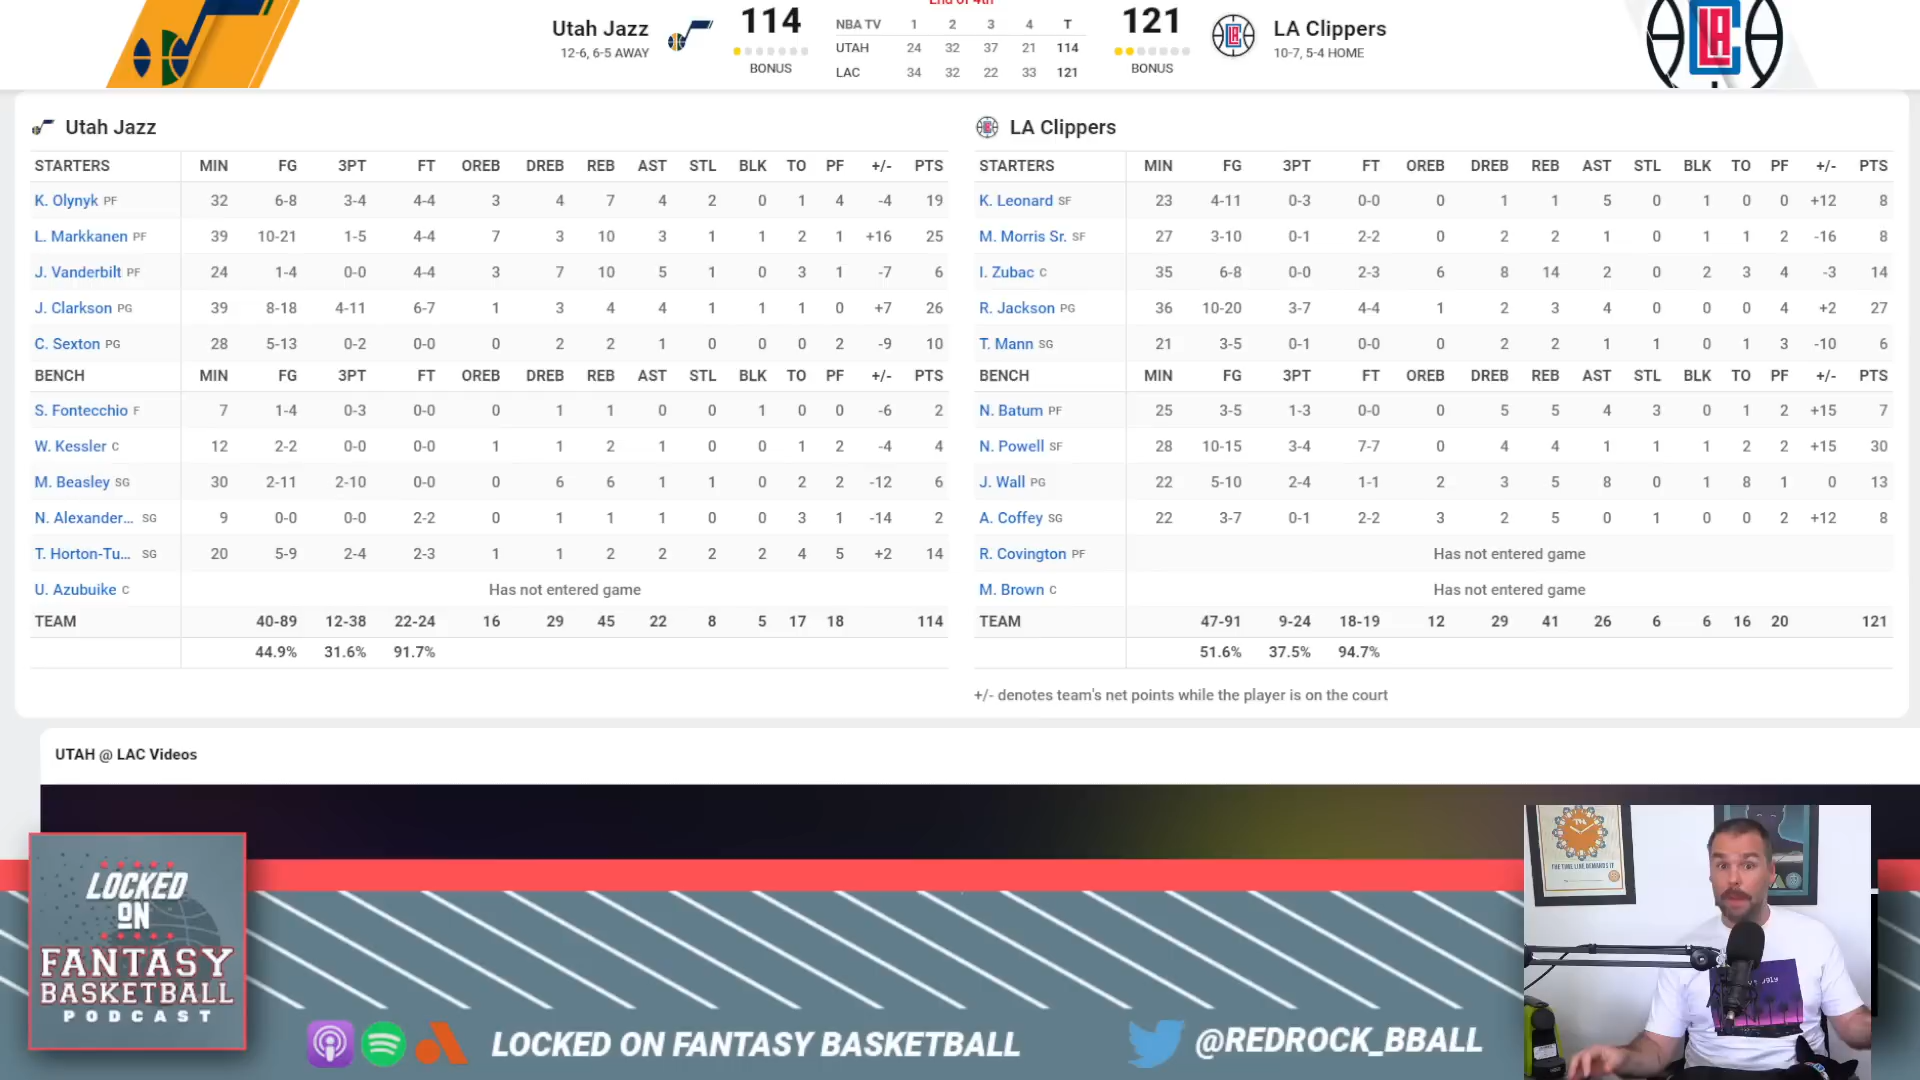 End of 4th
Utah Jazz
12-6, 6-5 AWAY
114
BONUS
NBA TV 1 2 3 4 T
UTAH 24 32 37 21 114
LAC 34 32 22 33 121
121
BONUS
LA Clippers
10-7, 5-4 HOME
Utah Jazz
STARTERS MIN FG 3PT FT OREB DREB REB AST STL BLK TO PF +/- PTS
K. Olynyk PF 32 6-8 3-4 4-4 3 4 7 4 2 0 1 4 -4 19
L. Markkanen PF 39 10-21 1-5 4-4 7 3 10 3 1 1 2 1 +16 25
J. Vanderbilt PF 24 1-4 0-0 4-4 3 7 10 5 1 0 3 1 -7 6
J. Clarkson PG 39 8-18 4-11 6-7 1 3 4 4 1 1 1 0 +7 26
C. Sexton PG 28 5-13 0-2 0-0 0 2 2 1 0 0 0 2 -9 10
BENCH MIN FG 3PT FT OREB DREB REB AST STL BLK TO PF +/- PTS
S. Fontecchio F 7 1-4 0-3 0-0 0 1 1 0 0 1 0 0 -6 2
W. Kessler C 12 2-2 0-0 0-0 1 1 2 1 0 0 1 2 -4 4
M. Beasley SG 30 2-11 2-10 0-0 0 6 6 1 1 0 2 2 -12 6
N. Alexander... SG 9 0-0 0-0 2-2 0 1 1 1 0 0 3 1 -14 2
T. Horton-Tu... SG 20 5-9 2-4 2-3 1 1 2 2 2 2 4 5 +2 14
U. Azubuike C Has not entered game
TEAM 40-89 12-38 22-24 16 29 45 22 8 5 17 18 114
44.9% 31.6% 91.7%
LA Clippers
STARTERS MIN FG 3PT FT OREB DREB REB AST STL BLK TO PF +/- PTS
K. Leonard SF 23 4-11 0-3 0-0 0 1 1 5 0 1 0 0 +12 8
M. Morris Sr. SF 27 3-10 0-1 2-2 0 2 2 1 0 1 1 2 -16 8
I. Zubac C 35 6-8 0-0 2-3 6 8 14 2 0 2 3 4 -3 14
R. Jackson PG 36 10-20 3-7 4-4 1 2 3 4 0 0 0 4 +2 27
T. Mann SG 21 3-5 0-1 0-0 0 2 2 1 1 0 1 3 -10 6
BENCH MIN FG 3PT FT OREB DREB REB AST STL BLK TO PF +/- PTS
N. Batum PF 25 3-5 1-3 0-0 0 5 5 4 3 0 1 2 +15 7
N. Powell SF 28 10-15 3-4 7-7 0 4 4 1 1 1 2 2 +15 30
J. Wall PG 22 5-10 2-4 1-1 2 3 5 8 0 1 8 1 0 13
A. Coffey SG 22 3-7 0-1 2-2 3 2 5 0 1 0 0 2 +12 8
R. Covington PF Has not entered game
M. Brown C Has not entered game
TEAM 47-91 9-24 18-19 12 29 41 26 6 6 16 20 121
51.6% 37.5% 94.7%
+/- denotes team's net points while the player is on the court
UTAH @ LAC Videos
THE TIME LINE DEMANDS IT
LOCKED
ON
FANTASY
BASKETBALL
PODCAST
LOCKED ON FANTASY BASKETBALL
@REDROCK_BBALL